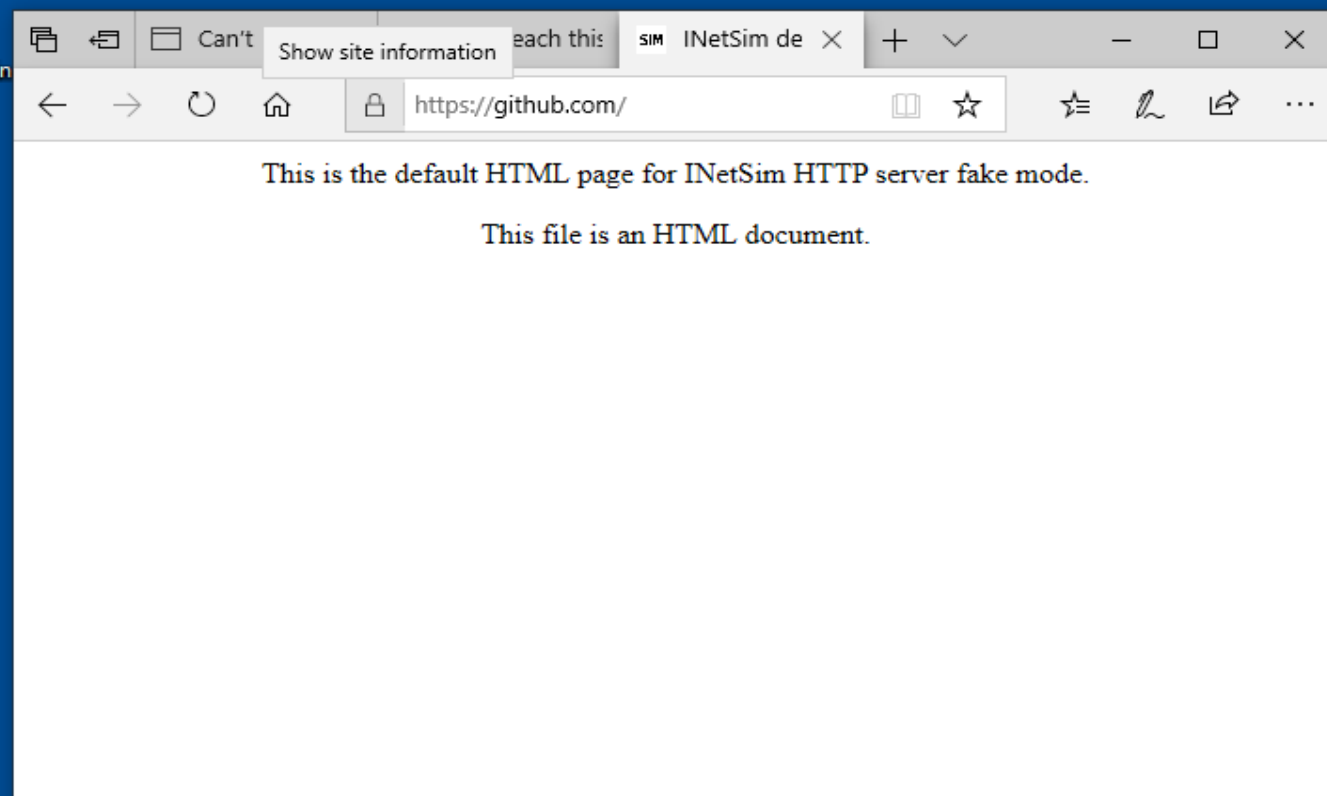 Can't
Show site information
each this
SIM INetSim de
n
https://github.com/
This is the default HTML page for INetSim HTTP server fake mode.
This file is an HTML document.